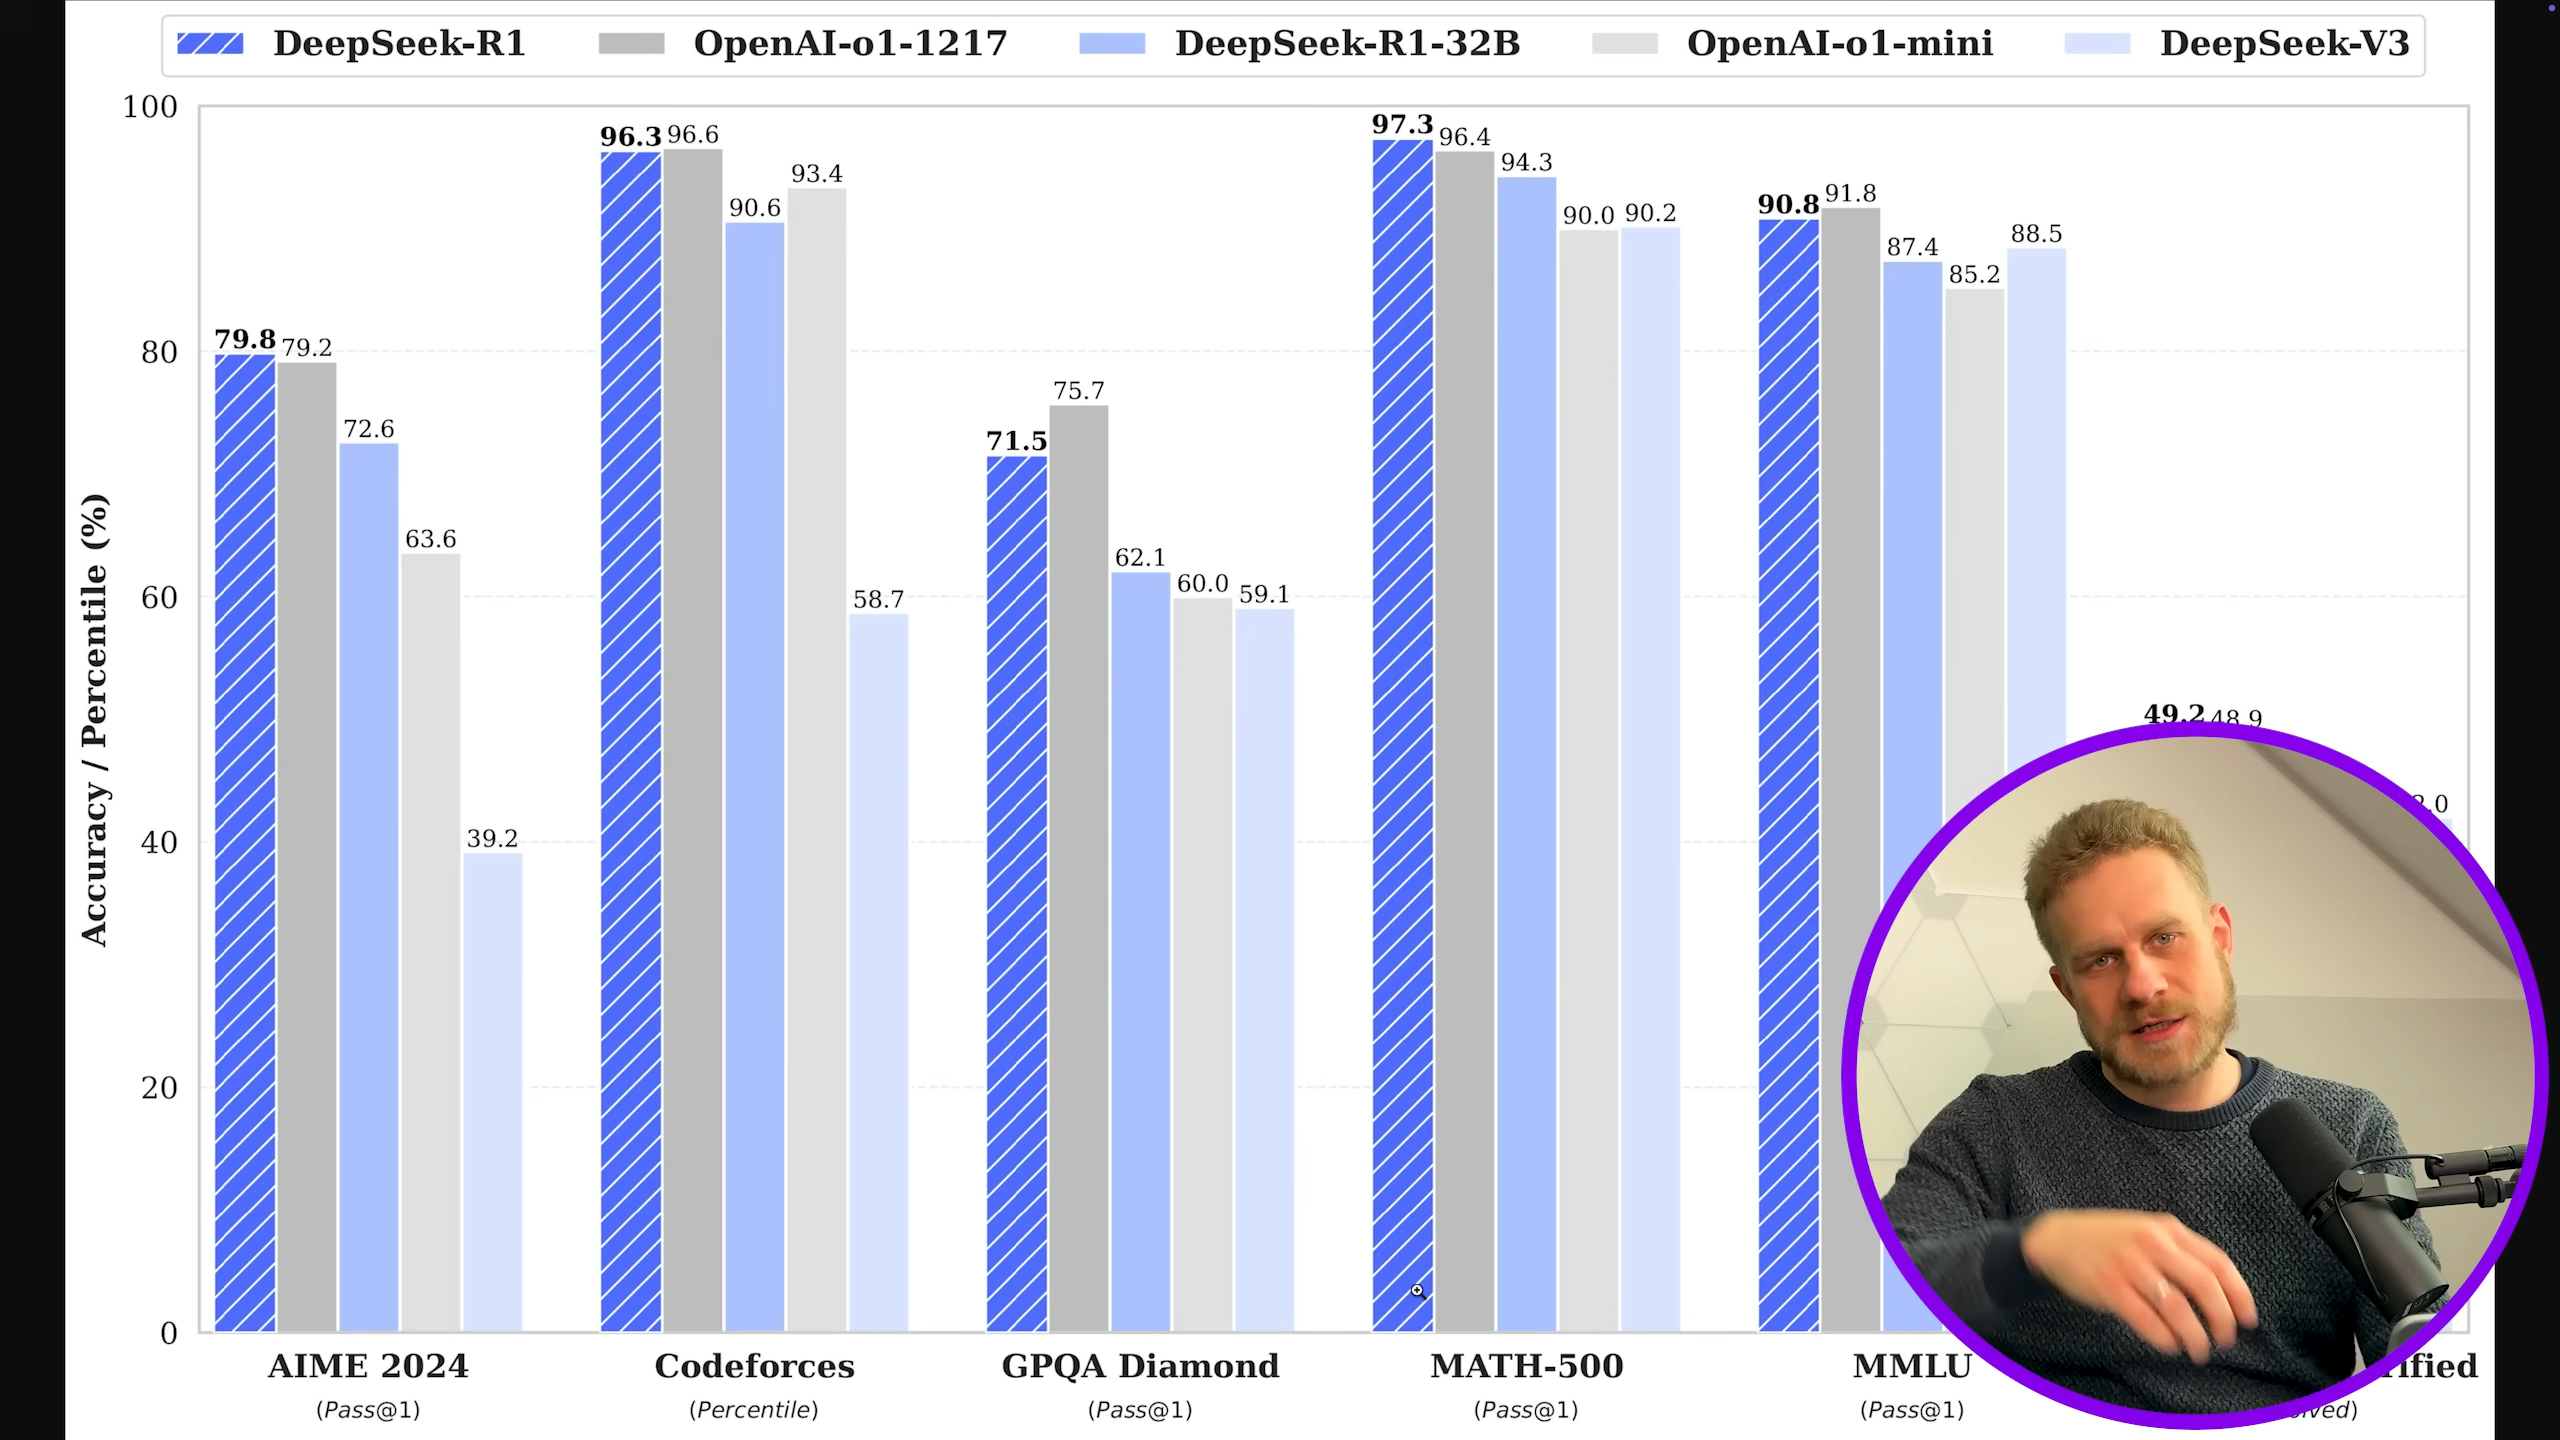 DeepSeek-R1 OpenAI-o1-1217 DeepSeek-R1-32B OpenAI-o1-mini DeepSeek-V3
Accuracy / Percentile (%)
100
80
60
40
20
0
79.8 79.2 72.6 63.6 39.2
96.3 96.6 90.6 93.4 58.7
71.5 75.7 62.1 60.0 59.1
97.3 96.4 94.3 90.0 90.2
90.8 91.8 87.4 85.2 88.5
49.2 48.9
AIME 2024
(Pass@1)
Codeforces
(Percentile)
GPQA Diamond
(Pass@1)
MATH-500
(Pass@1)
MMLU
(Pass@1)